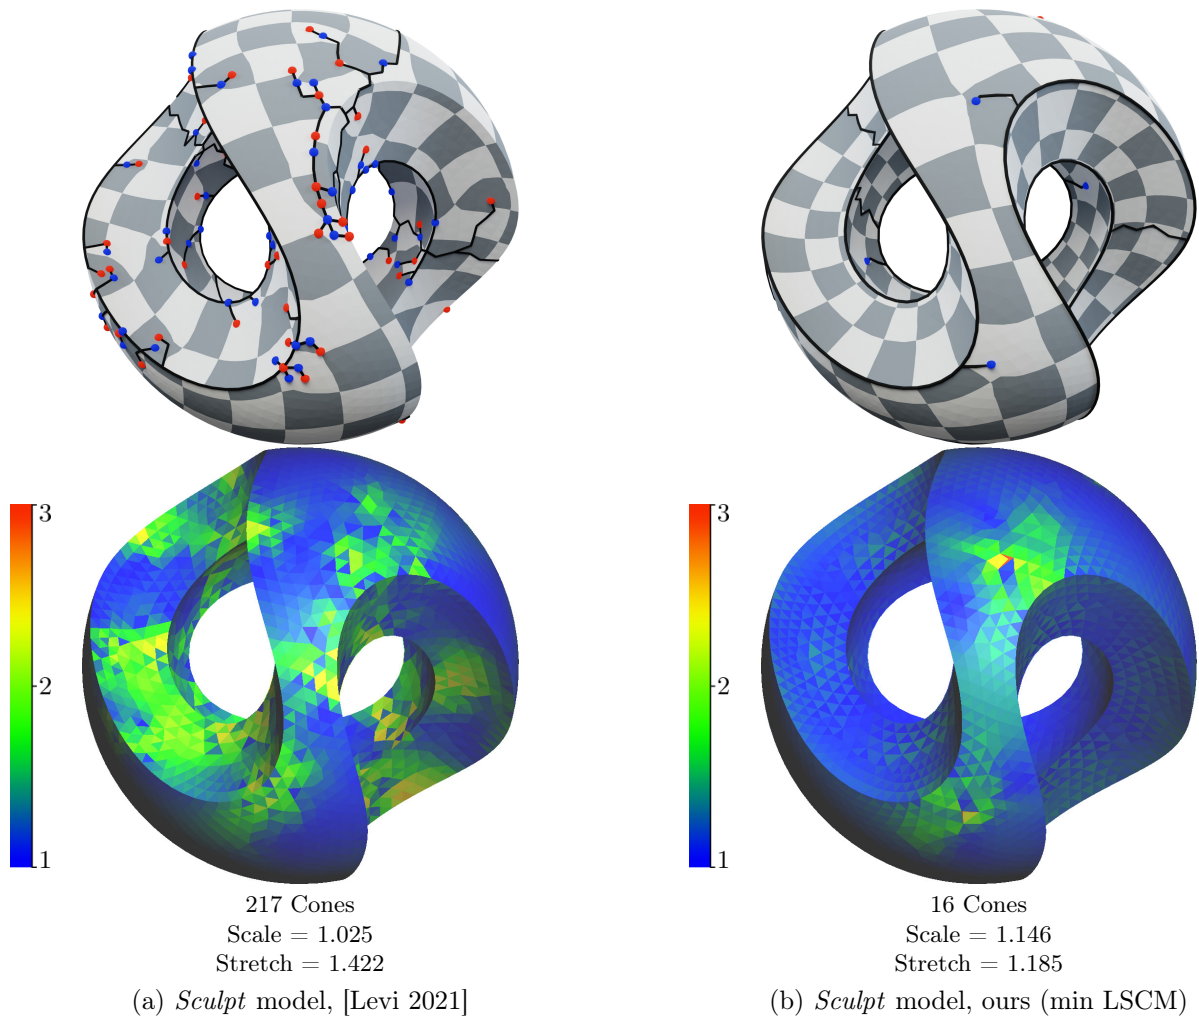 3
2
1
3
2
1
217 Cones
Scale = 1.025
Stretch = 1.422
(a) Sculpt model, [Levi 2021]
16 Cones
Scale = 1.146
Stretch = 1.185
(b) Sculpt model, ours (min LSCM)